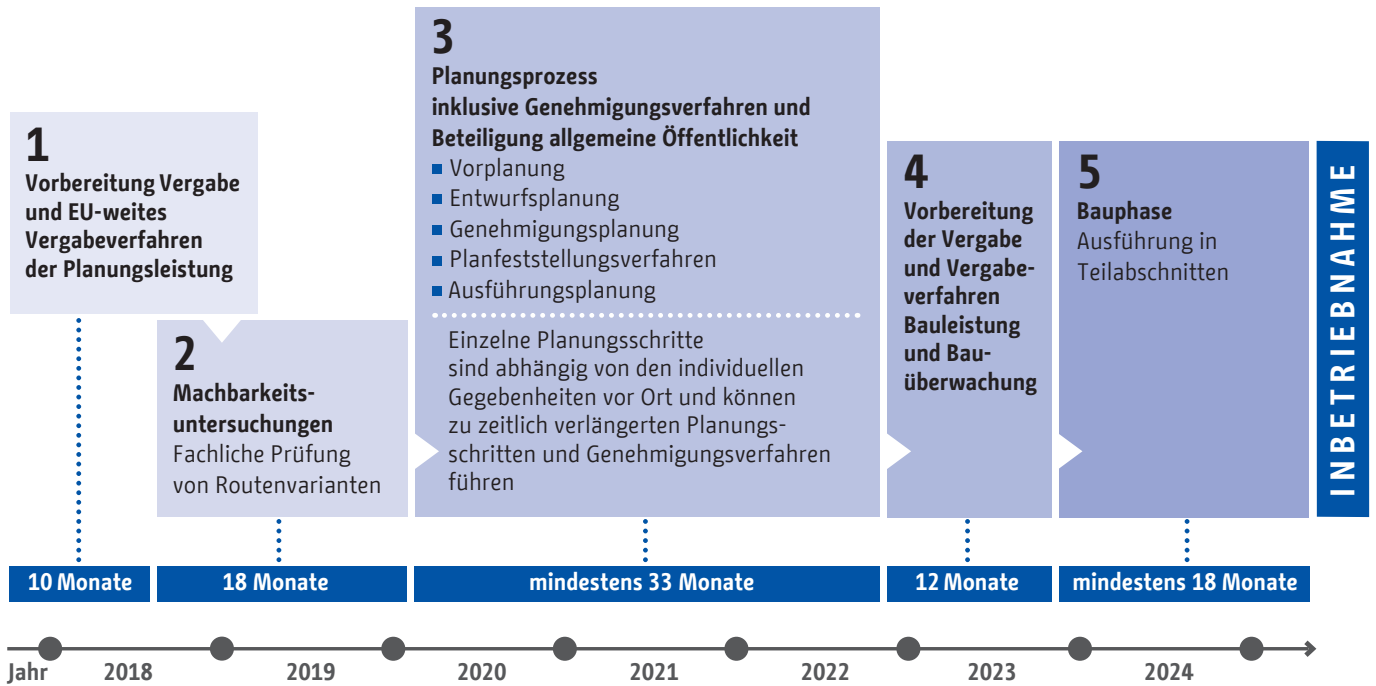 1
Vorbereitung Vergabe
und EU-weites
Vergabeverfahren
der Planungsleistung
2
Machbarkeits-
untersuchungen
Fachliche Prüfung
von Routenvarianten
3
Planungsprozess
inklusive Genehmigungsverfahren und
Beteiligung allgemeine Öffentlichkeit
Vorplanung
Entwurfsplanung
Genehmigungsplanung
Planfeststellungsverfahren
Ausführungsplanung
Einzelne Planungsschritte
sind abhängig von den individuellen
Gegebenheiten vor Ort und können
zu zeitlich verlängerten Planungs-
schritten und Genehmigungsverfahren
führen
4
Vorbereitung
der Vergabe
und Vergabe-
verfahren
Bauleistung
und Bau-
überwachung
5
Bauphase
Ausführung in
Teilabschnitten
INBETRIEBNAHME
10 Monate
18 Monate
mindestens 33 Monate
12 Monate
mindestens 18 Monate
Jahr
2018
2019
2020
2021
2022
2023
2024